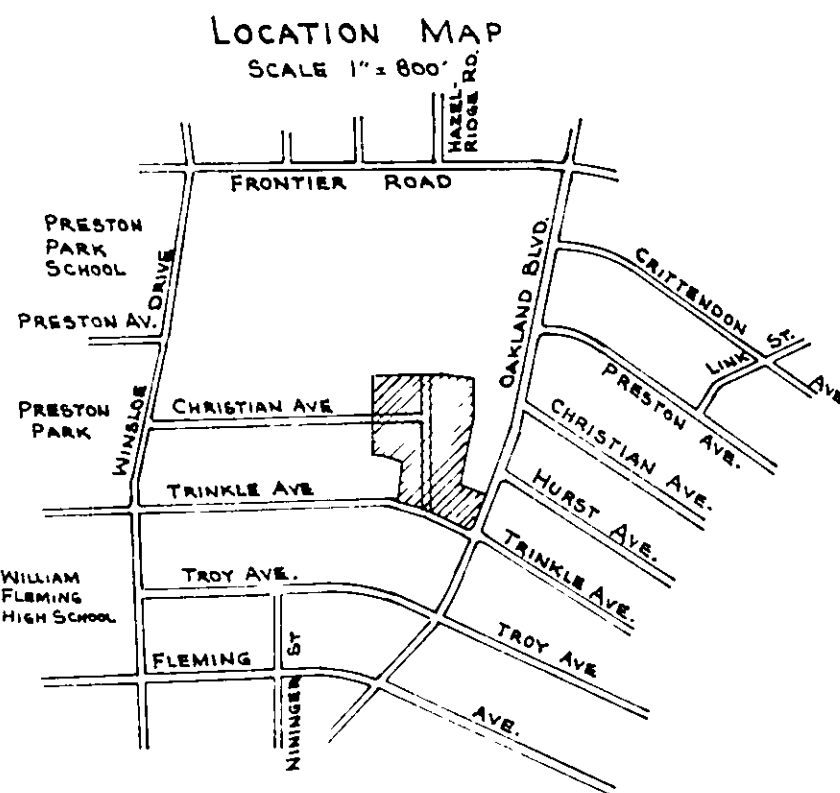 LOCATION MAP
SCALE 1" = 800'
HAZEL-
RIDGE RD.
FRONTIER ROAD
PRESTON
PARK
SCHOOL
DRIVE
OAKLAND BLVD.
CRITTENDON
AVE
LINK ST.
PRESTON AV.
PRESTON AVE.
PRESTON
PARK
WINSLOE
CHRISTIAN AVE
CHRISTIAN AVE.
HURST AVE.
TRINKLE AVE
TRINKLE AVE.
WILLIAM
FLEMING
HIGH SCHOOL
TROY AVE.
TROY AVE
FLEMING
AVE.
NININGER ST